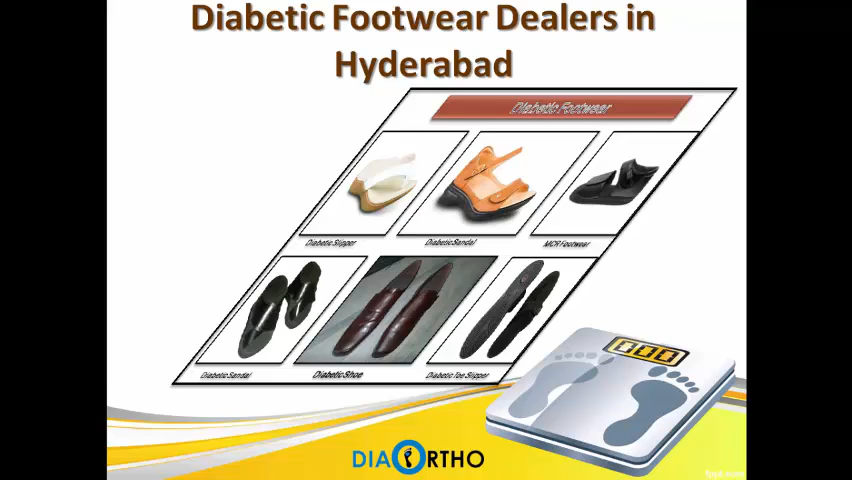 Diabetic Footwear Dealers in
Hyderabad
Diabetic Footwear
Diabetic Slipper
Diabetic Sandal
MCR Footwear
Diabetic Sandal
Diabetic Shoe
Diabetic Toe Slipper
000
DIAORTHO